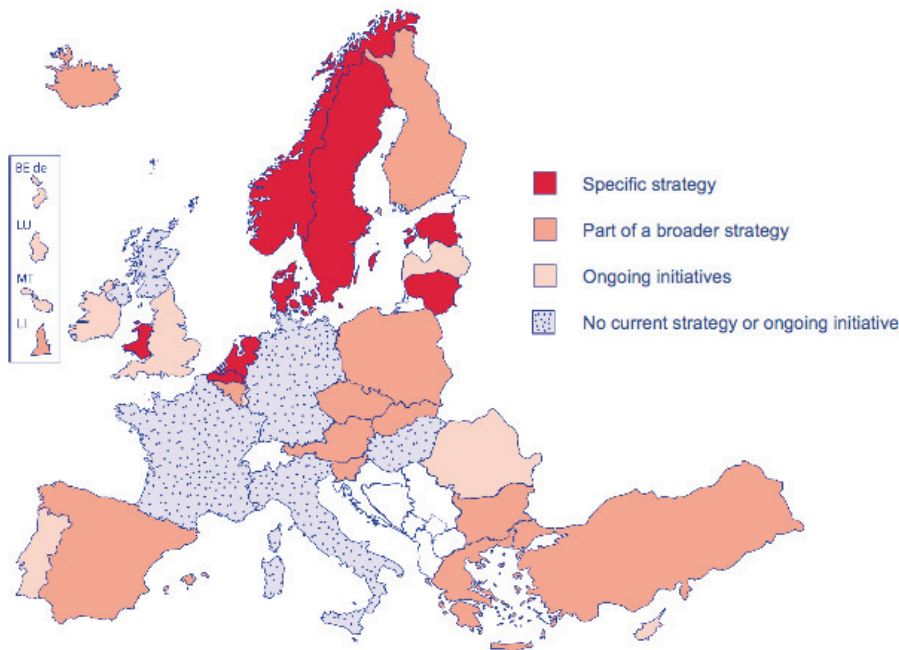 BE de
LU
MT
LI
Specific strategy
Part of a broader strategy
Ongoing initiatives
No current strategy or ongoing initiative